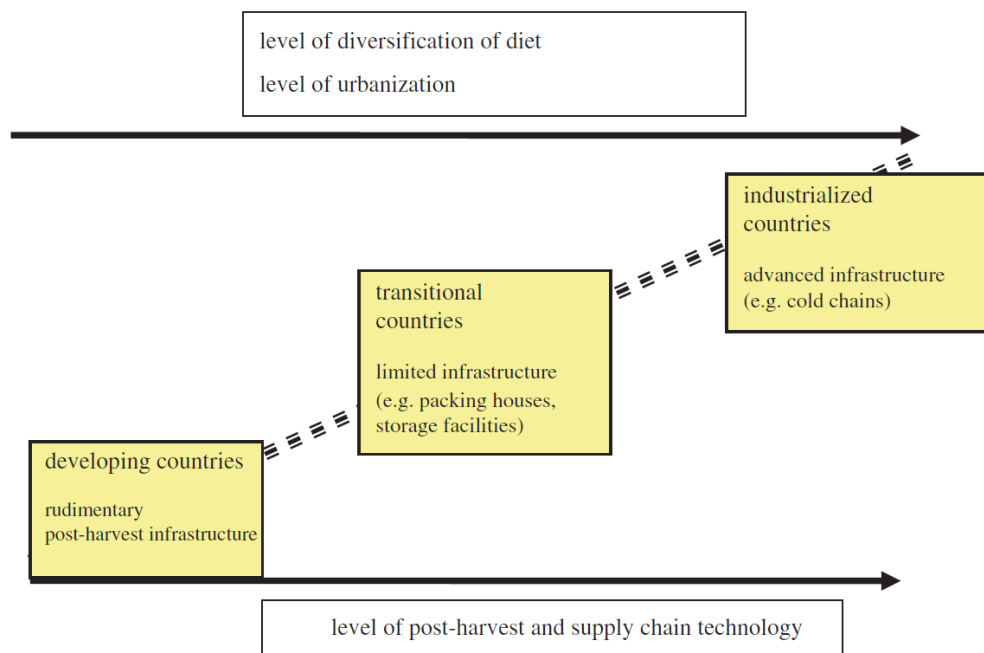 level of diversification of diet
level of urbanization
industrialized
countries
advanced infrastructure
(e.g. cold chains)
transitional
countries
limited infrastructure
(e.g. packing houses,
storage facilities)
developing countries
rudimentary
post-harvest infrastructure
level of post-harvest and supply chain technology